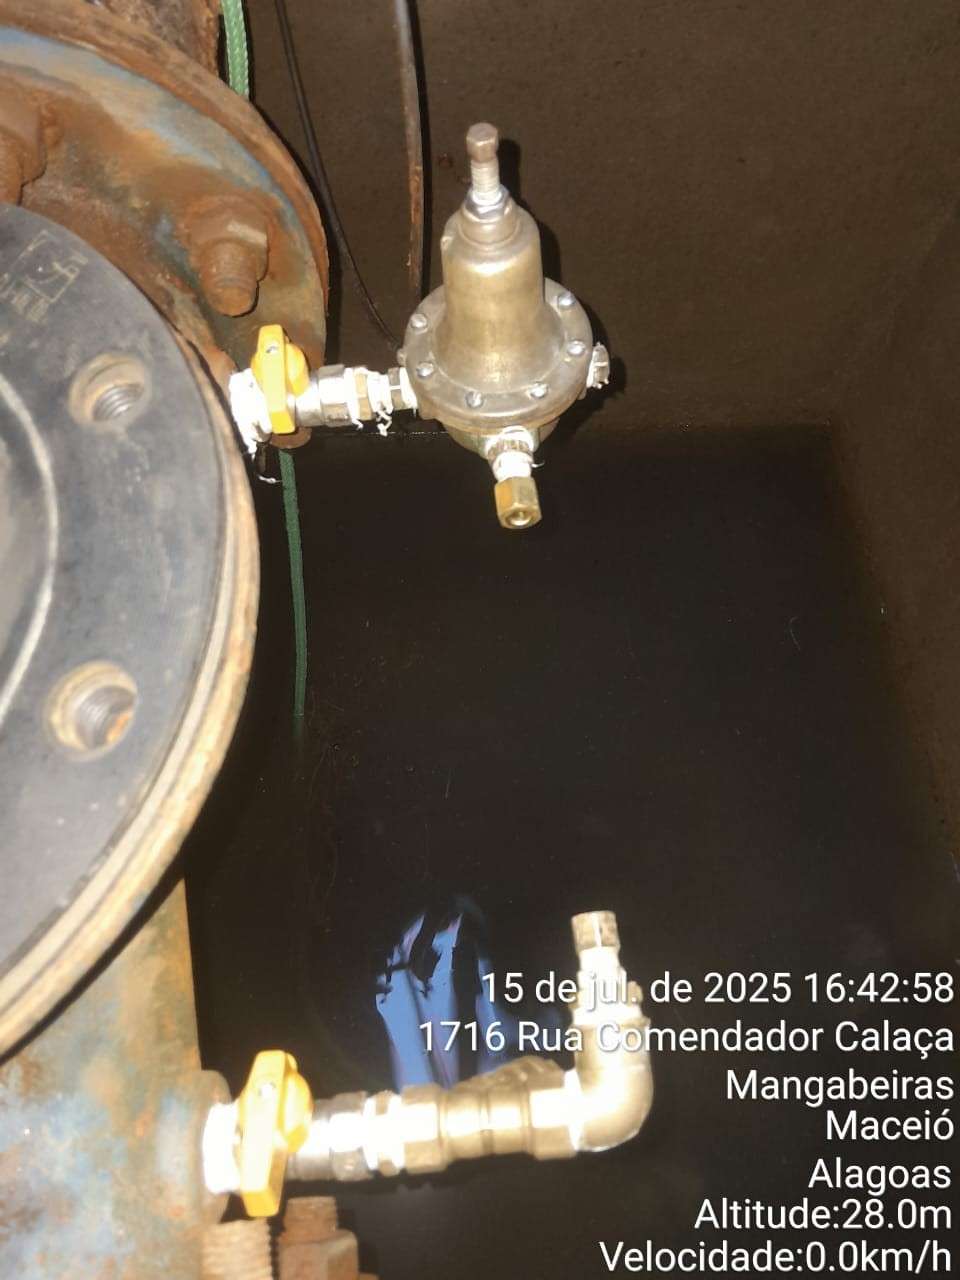 15 de jul. de 2025 16:42:58
1716 Rua Comendador Calaça
Mangabeiras
Maceió
Alagoas
Altitude:28.0m
Velocidade:0.0km/h